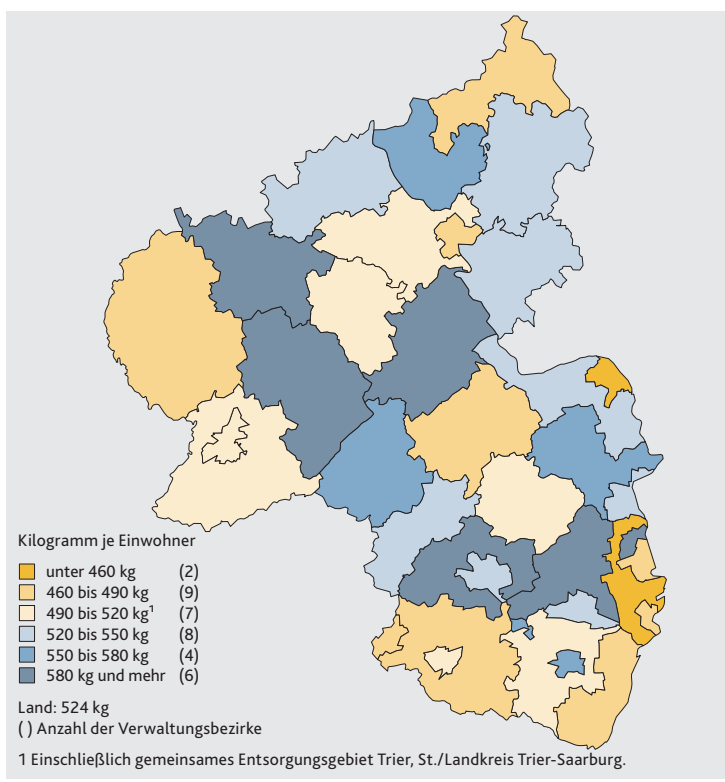 Kilogramm je Einwohner
unter 460 kg (2)
460 bis 490 kg (9)
490 bis 520 kg¹ (7)
520 bis 550 kg (8)
550 bis 580 kg (4)
580 kg und mehr (6)
Land: 524 kg
( ) Anzahl der Verwaltungsbezirke
1 Einschließlich gemeinsames Entsorgungsgebiet Trier, St./Landkreis Trier-Saarburg.